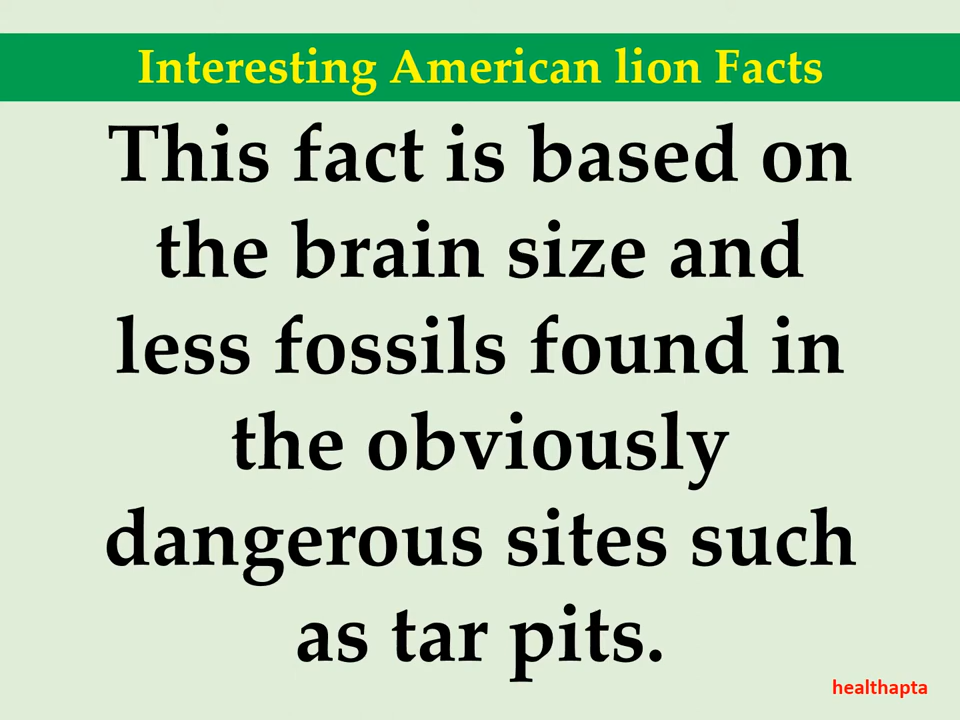 Interesting American lion Facts
This fact is based on
the brain size and
less fossils found in
the obviously
dangerous sites such
as tar pits.
healthapta